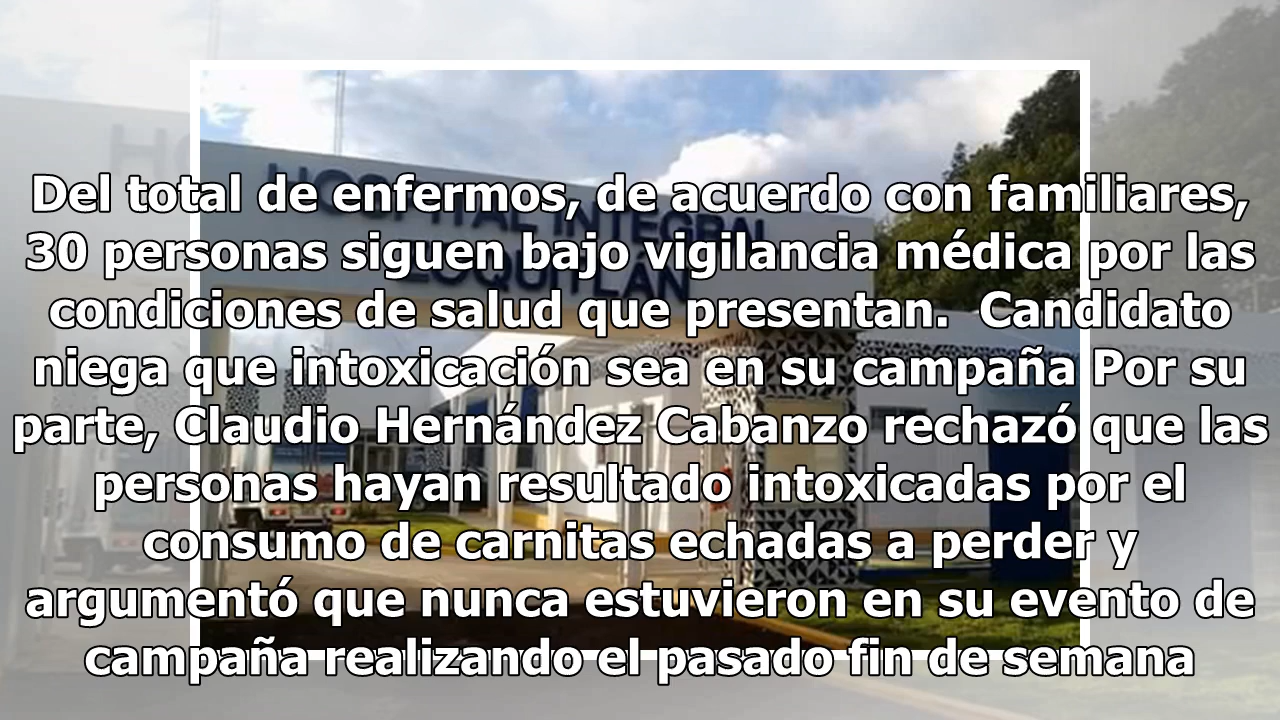 HOSPITAL INTEGRAL
ZOQUITLÁN
Del total de enfermos, de acuerdo con familiares,
30 personas siguen bajo vigilancia médica por las
condiciones de salud que presentan.  Candidato
niega que intoxicación sea en su campaña Por su
parte, Claudio Hernández Cabanzo rechazó que las
personas hayan resultado intoxicadas por el
consumo de carnitas echadas a perder y
argumentó que nunca estuvieron en su evento de
campaña realizando el pasado fin de semana